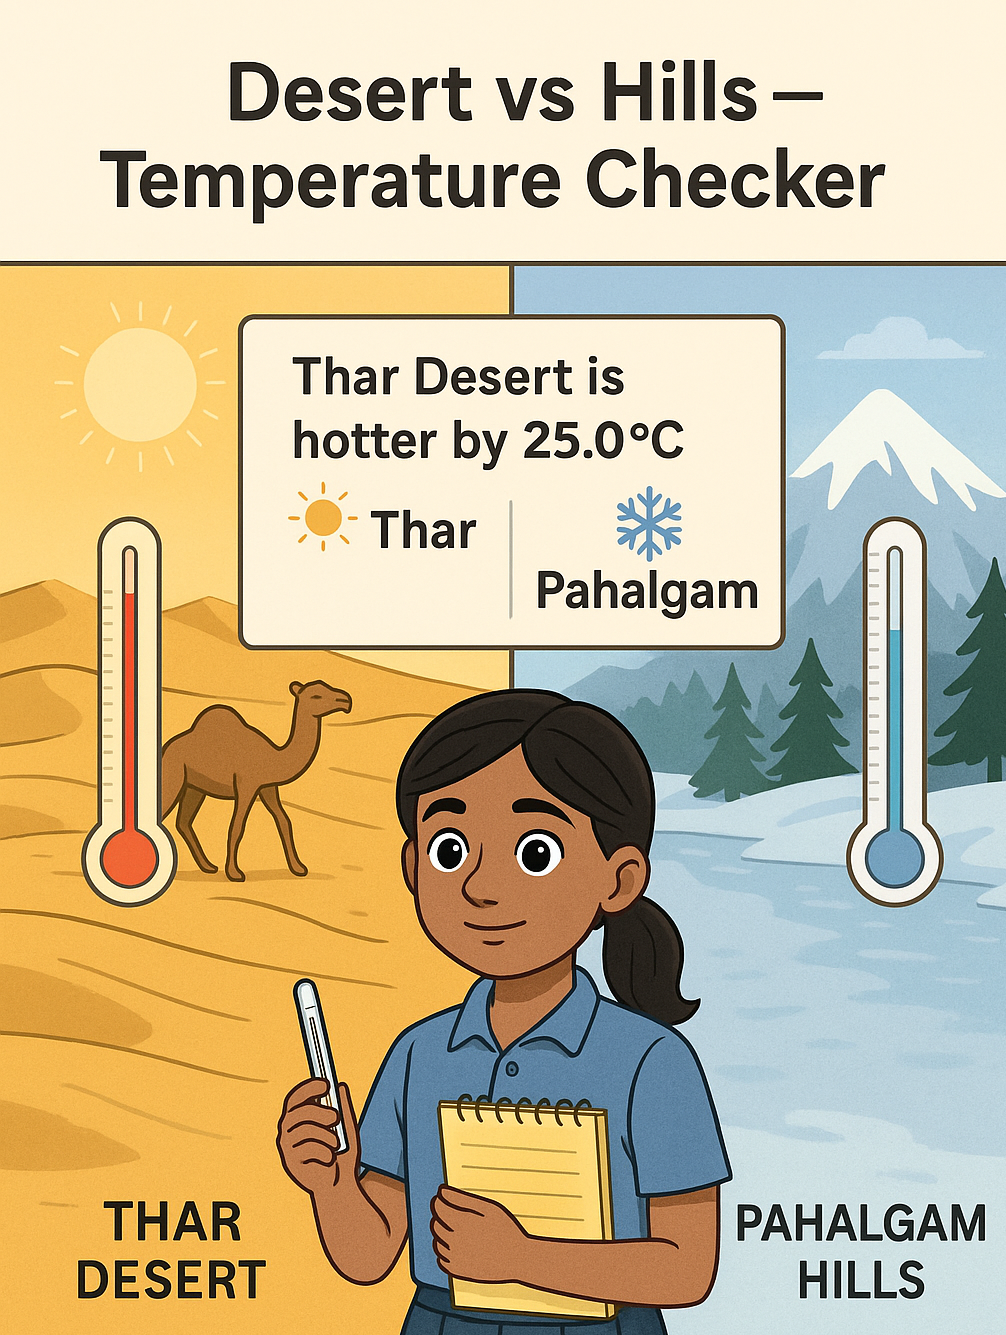 Desert vs Hills –
Temperature Checker
Thar Desert is
hotter by 25.0°C
Thar
Pahalgam
THAR
DESERT
PAHALGAM
HILLS